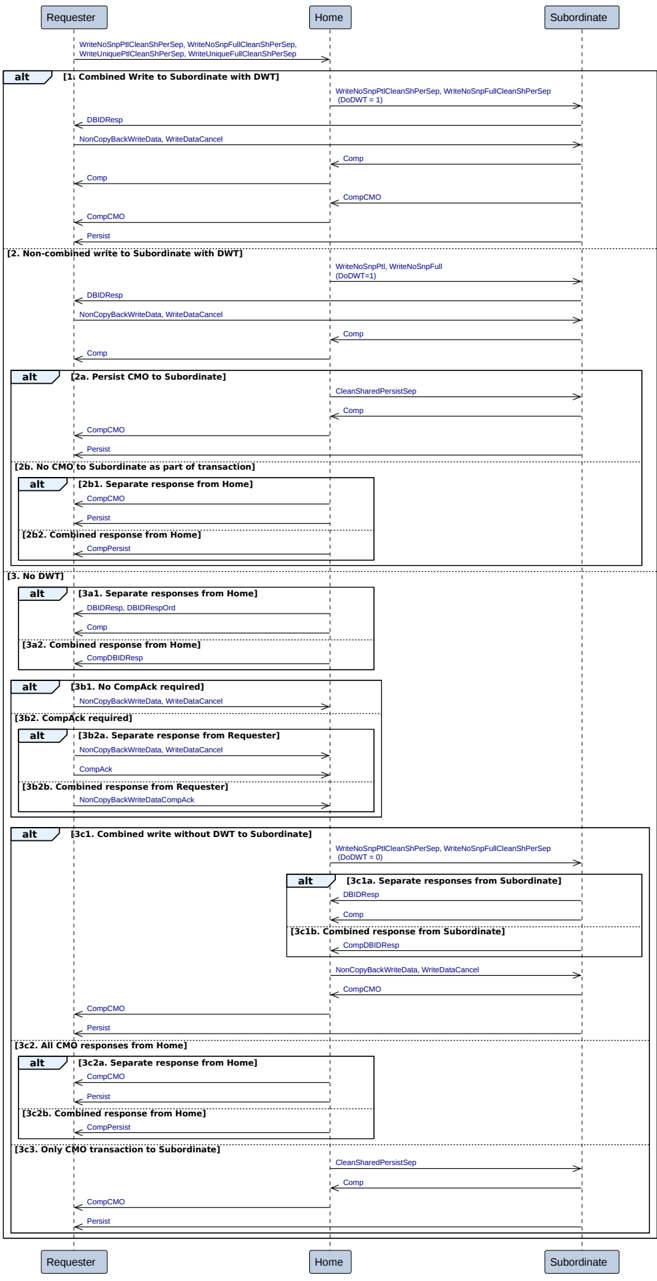 Requester
Home
Subordinate
WriteNoSnpPtlCleanShPerSep, WriteNoSnpFullCleanShPerSep,
WriteUniquePtlCleanShPerSep, WriteUniqueFullCleanShPerSep
alt
[1. Combined Write to Subordinate with DWT]
WriteNoSnpPtlCleanShPerSep, WriteNoSnpFullCleanShPerSep
(DoDWT = 1)
DBIDResp
NonCopyBackWriteData, WriteDataCancel
Comp
Comp
CompCMO
CompCMO
Persist
[2. Non-combined write to Subordinate with DWT]
WriteNoSnpPtl, WriteNoSnpFull
(DoDWT=1)
DBIDResp
NonCopyBackWriteData, WriteDataCancel
Comp
Comp
alt
[2a. Persist CMO to Subordinate]
CleanSharedPersistSep
Comp
CompCMO
Persist
[2b. No CMO to Subordinate as part of transaction]
alt
[2b1. Separate response from Home]
CompCMO
Persist
[2b2. Combined response from Home]
CompPersist
[3. No DWT]
alt
[3a1. Separate responses from Home]
DBIDResp, DBIDRespOrd
Comp
[3a2. Combined response from Home]
CompDBIDResp
alt
[3b1. No CompAck required]
NonCopyBackWriteData, WriteDataCancel
[3b2. CompAck required]
alt
[3b2a. Separate response from Requester]
NonCopyBackWriteData, WriteDataCancel
CompAck
[3b2b. Combined response from Requester]
NonCopyBackWriteDataCompAck
alt
[3c1. Combined write without DWT to Subordinate]
WriteNoSnpPtlCleanShPerSep, WriteNoSnpFullCleanShPerSep
(DoDWT = 0)
alt
[3c1a. Separate responses from Subordinate]
DBIDResp
Comp
[3c1b. Combined response from Subordinate]
CompDBIDResp
NonCopyBackWriteData, WriteDataCancel
CompCMO
CompCMO
Persist
[3c2. All CMO responses from Home]
alt
[3c2a. Separate response from Home]
CompCMO
Persist
[3c2b. Combined response from Home]
CompPersist
[3c3. Only CMO transaction to Subordinate]
CleanSharedPersistSep
Comp
CompCMO
Persist
Requester
Home
Subordinate